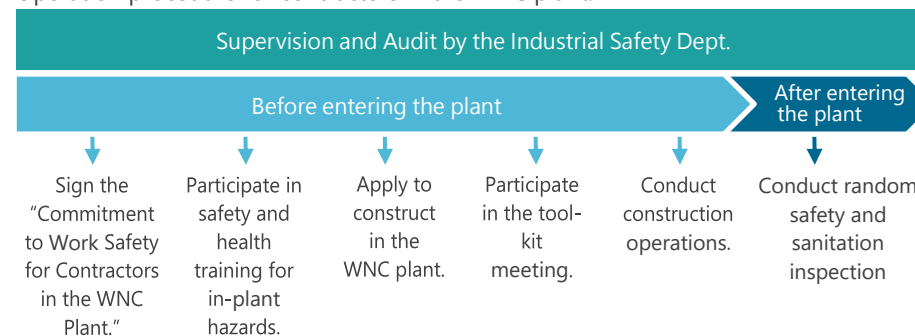 Supervision and Audit by the Industrial Safety Dept.
Before entering the plant
After entering
the plant
Sign the
"Commitment
to Work Safety
for Contractors
in the WNC
Plant."
Participate in
safety and
health
training for
in-plant
hazards.
Apply to
construct
in the
WNC plant.
Participate
in the tool-
kit
meeting.
Conduct
construction
operations.
Conduct random
safety and
sanitation
inspection